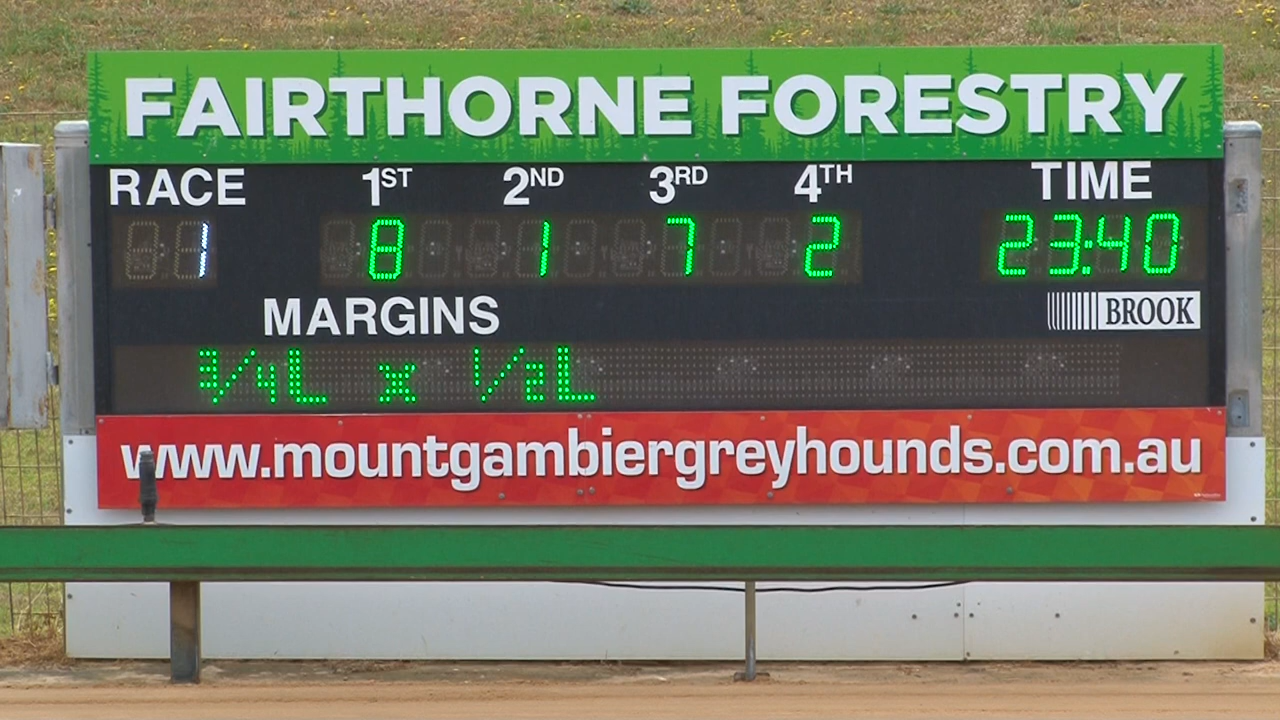 FAIRTHORNE FORESTRY
RACE 1ST 2ND 3RD 4TH TIME
1 8 1 7 2 23:40
MARGINS BROOK
3/4L x 1/2L
www.mountgambiergreyhounds.com.au